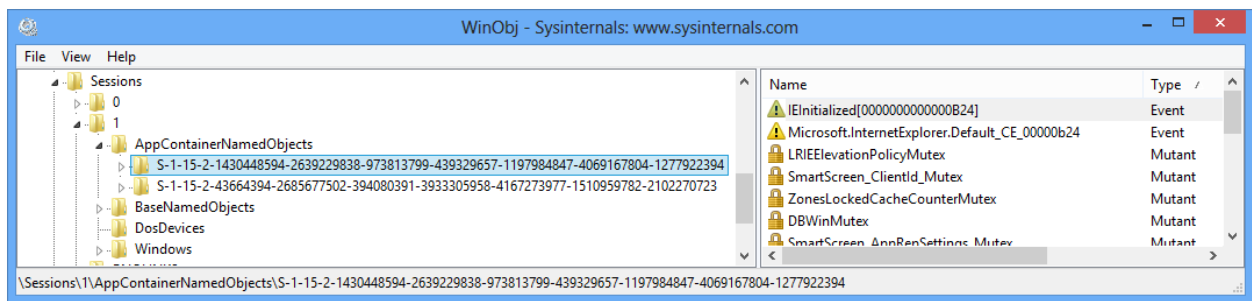 WinObj - Sysinternals: www.sysinternals.com
File View Help
Sessions
0
1
AppContainerNamedObjects
S-1-15-2-1430448594-2639229838-973813799-439329657-1197984847-4069167804-1277922394
S-1-15-2-43664394-2685677502-394080391-3933305958-4167273977-1510959782-2102270723
BaseNamedObjects
DosDevices
Windows
Name Type
IEInitialized[0000000000000B24] Event
Microsoft.InternetExplorer.Default_CE_00000b24 Event
LRIEElevationPolicyMutex Mutant
SmartScreen_ClientId_Mutex Mutant
ZonesLockedCacheCounterMutex Mutant
DBWinMutex Mutant
SmartScreen_AppRepSettings_Mutex Mutant
\Sessions\1\AppContainerNamedObjects\S-1-15-2-1430448594-2639229838-973813799-439329657-1197984847-4069167804-1277922394